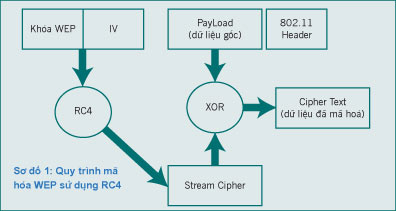 Khóa WEP
IV
PayLoad
(dữ liệu gốc)
802.11
Header
RC4
XOR
Cipher Text
(dữ liệu đã mã hoá)
Sơ đồ 1: Quy trình mã
hóa WEP sử dụng RC4
Stream Cipher